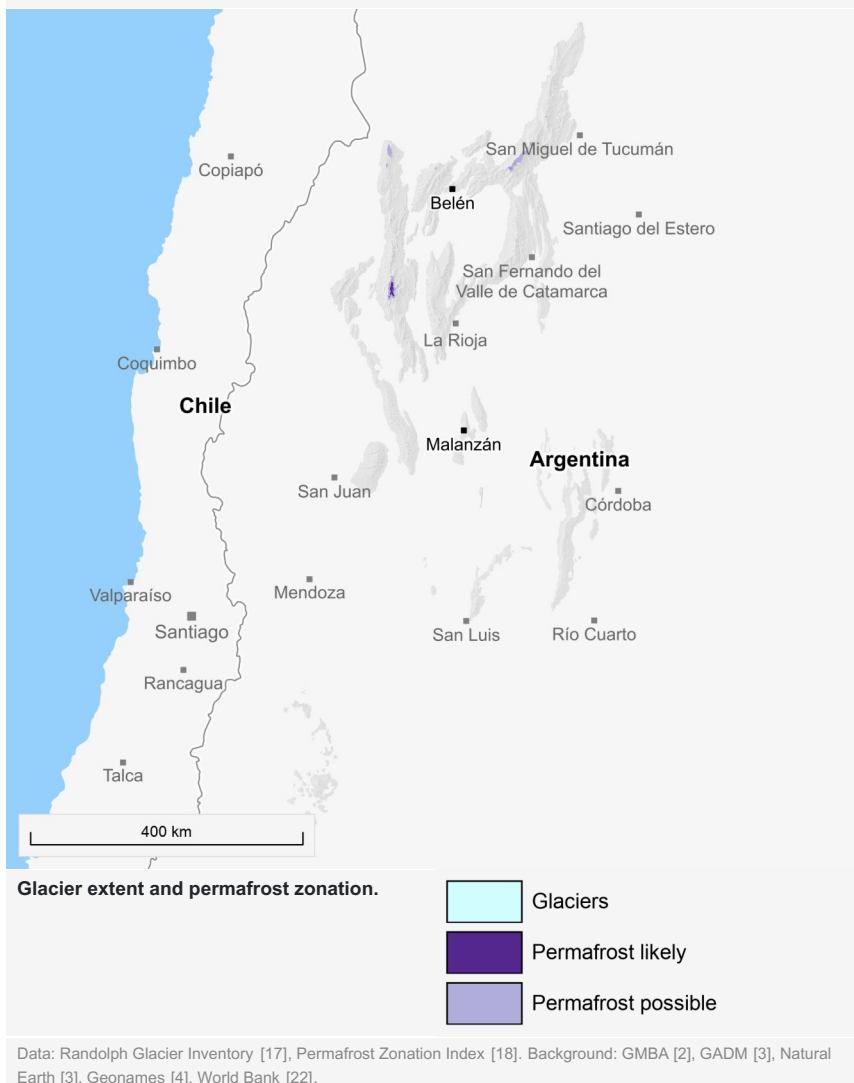 San Miguel de Tucumán
Copiapó
Belén
Santiago del Estero
San Fernando del
Valle de Catamarca
La Rioja
Coquimbo
Chile
Malanzán
Argentina
San Juan
Córdoba
Valparaíso
Mendoza
Santiago
San Luis
Río Cuarto
Rancagua
Talca
400 km
Glacier extent and permafrost zonation.
Glaciers
Permafrost likely
Permafrost possible
Data: Randolph Glacier Inventory [17], Permafrost Zonation Index [18]. Background: GMBA [2], GADM [3], Natural
Earth [3], Geonames [4], World Bank [22].